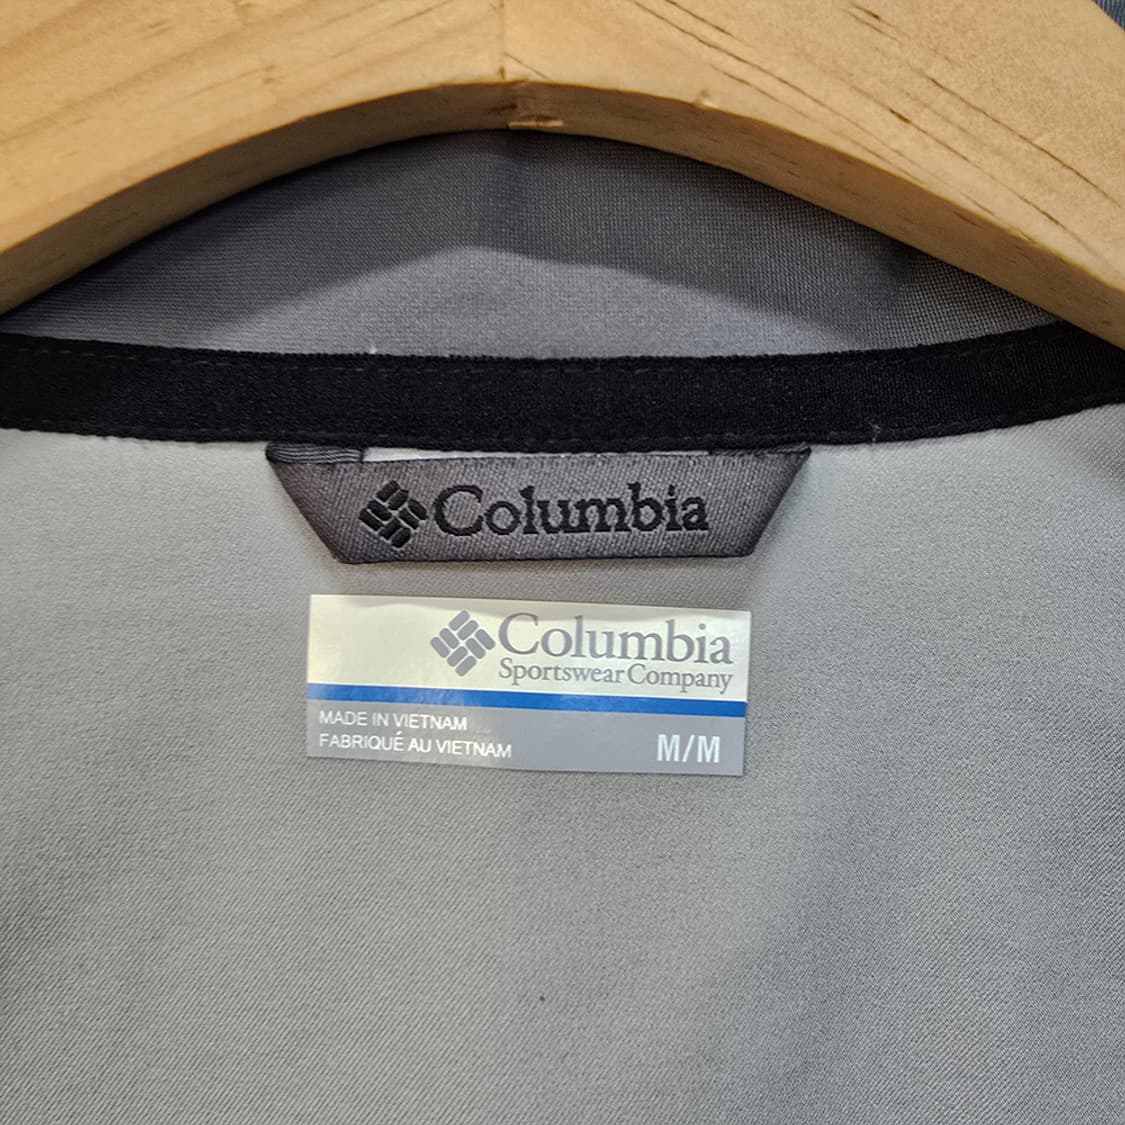 Columbia
Columbia
Sportswear Company
MADE IN VIETNAM
FABRIQUÉ AU VIETNAM
M/M